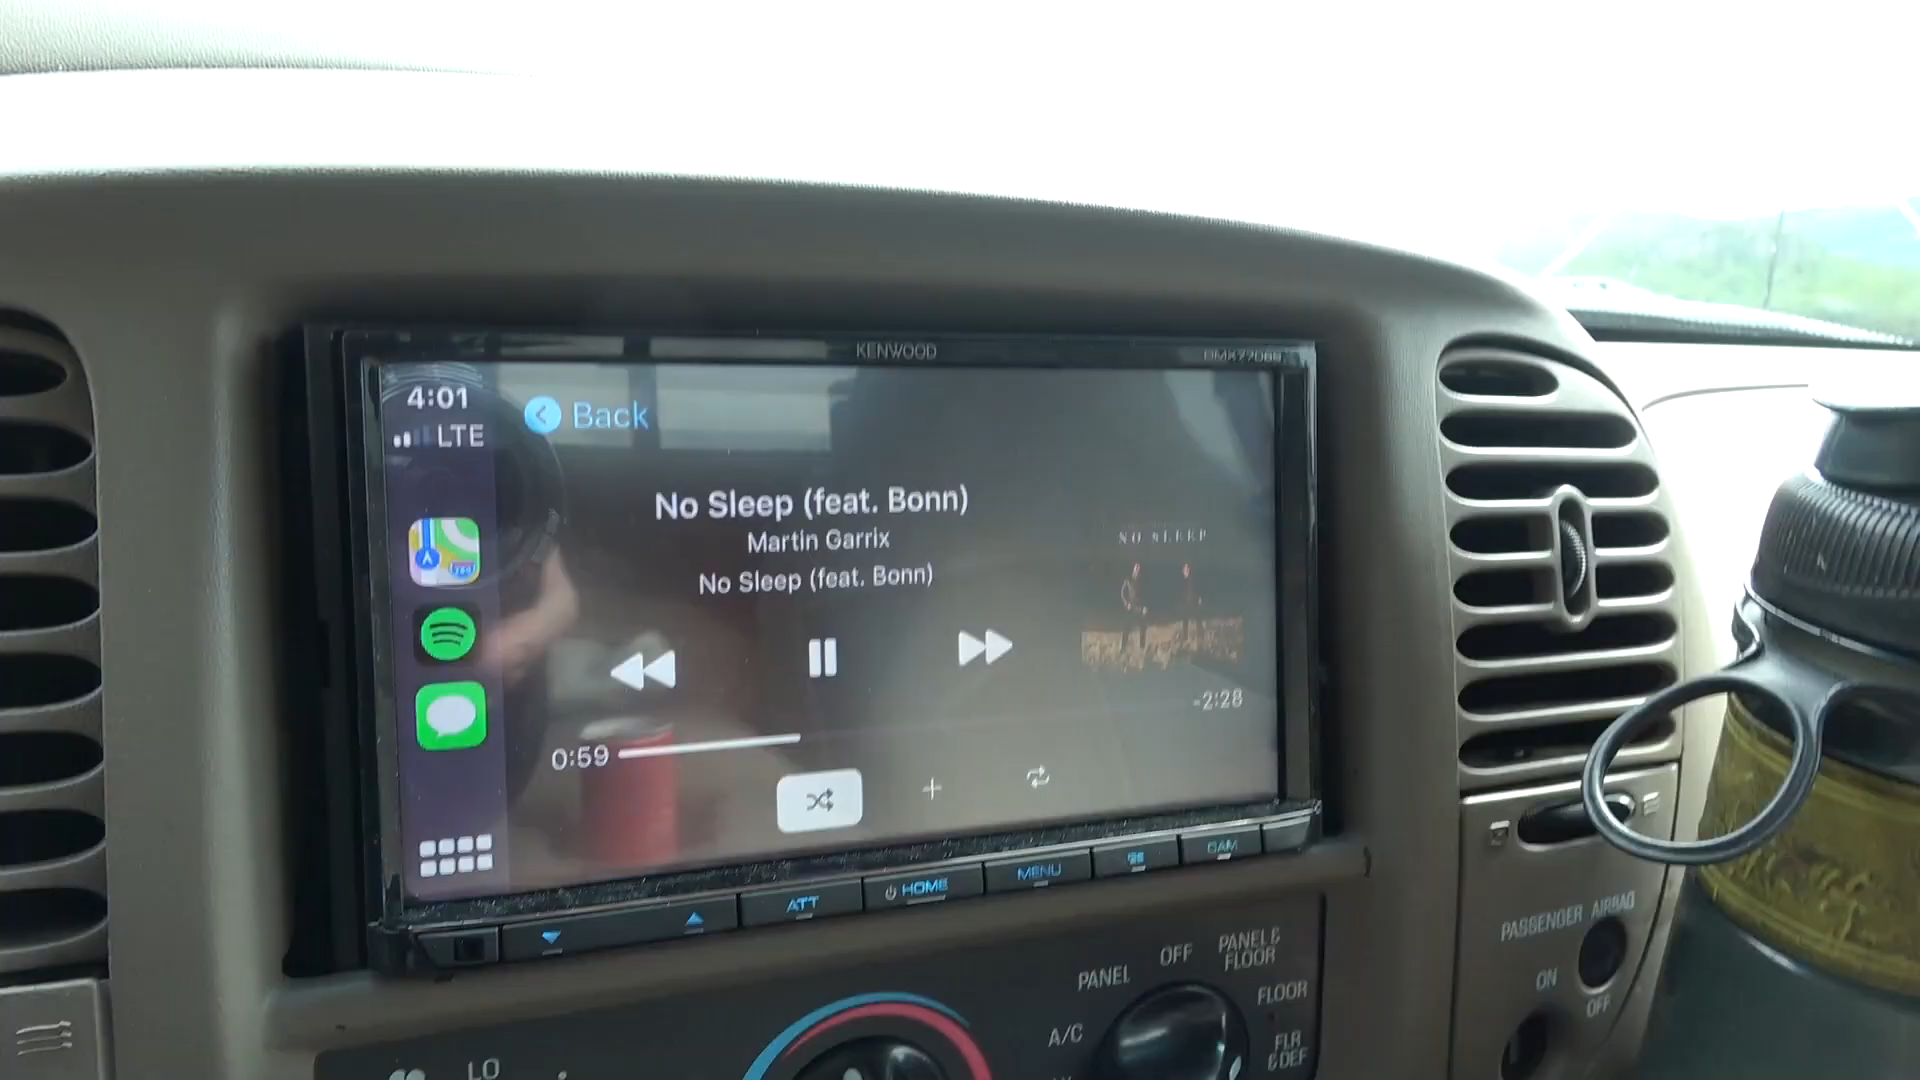 KENWOOD
DMX7706S
4:01
LTE
Back
No Sleep (feat. Bonn)
Martin Garrix
No Sleep (feat. Bonn)
NO SLEEP
-2:28
0:59
ATT
HOME
MENU
CAM
PASSENGER AIRBAG
ON
OFF
OFF
PANEL &
FLOOR
PANEL
FLOOR
A/C
FLR
& DEF
LO